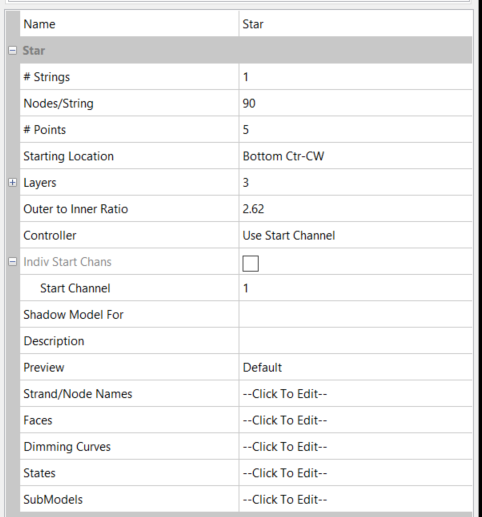 Name Star
Star
# Strings 1
Nodes/String 90
# Points 5
Starting Location Bottom Ctr-CW
Layers 3
Outer to Inner Ratio 2.62
Controller Use Start Channel
Indiv Start Chans
Start Channel 1
Shadow Model For
Description
Preview Default
Strand/Node Names --Click To Edit--
Faces --Click To Edit--
Dimming Curves --Click To Edit--
States --Click To Edit--
SubModels --Click To Edit--